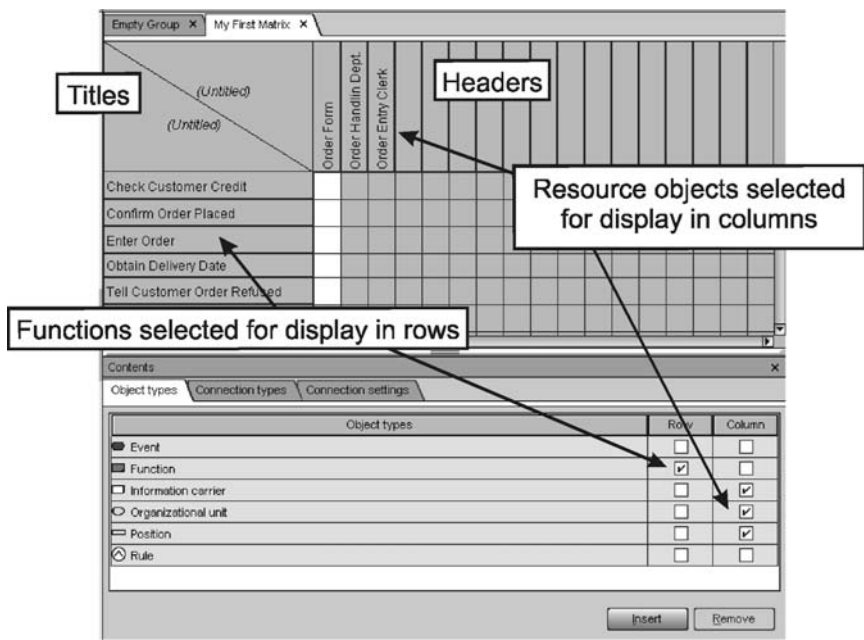 Empty Group × My First Matrix ×
Titles
(Untitled)
(Untitled)
Order Form
Order Handlin Dept.
Order Entry Clerk
Headers
Resource objects selected
for display in columns
Check Customer Credit
Confirm Order Placed
Enter Order
Obtain Delivery Date
Tell Customer Order Refused
Functions selected for display in rows
Contents ×
Object types Connection types Connection settings
Object types Row Column
Event
Function
Information carrier
Organizational unit
Position
Rule
Insert Remove